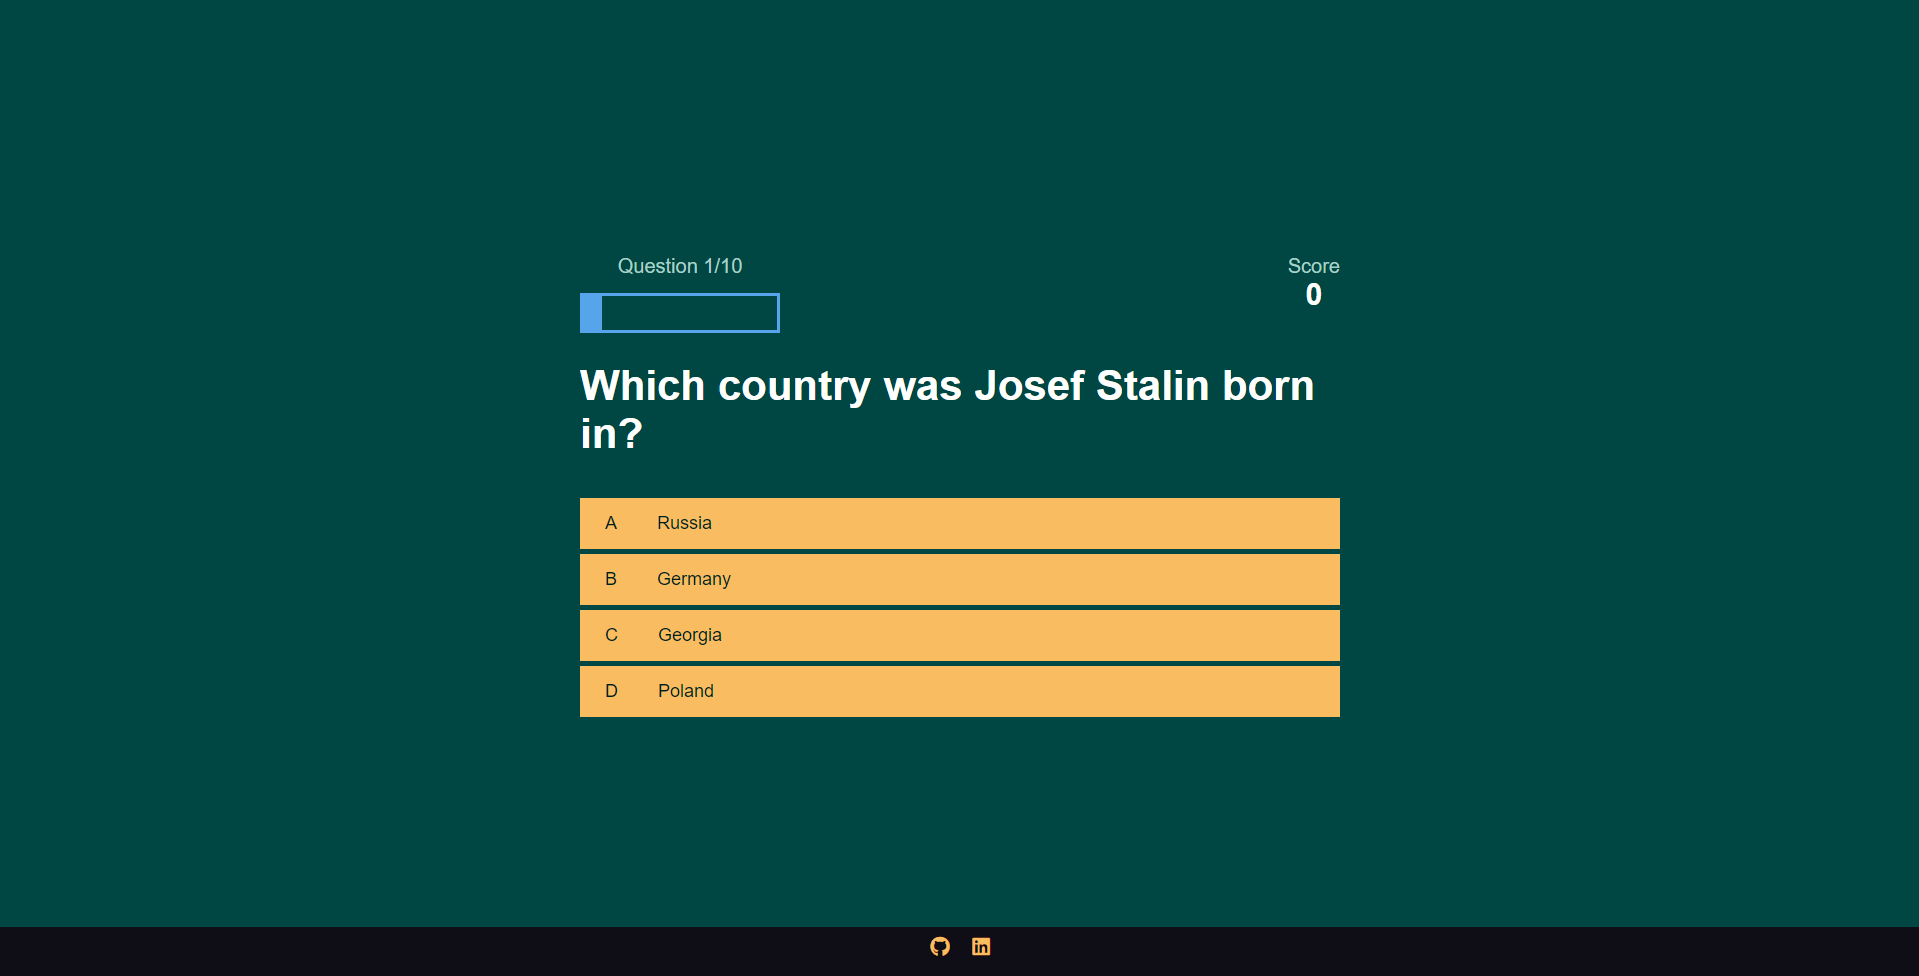 Question 1/10
Score
0
Which country was Josef Stalin born
in?
A Russia
B Germany
C Georgia
D Poland